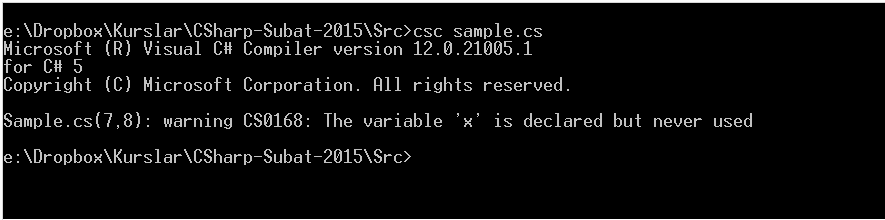 e:\Dropbox\Kurslar\CSharp-Subat-2015\Src>csc sample.cs
Microsoft (R) Visual C# Compiler version 12.0.21005.1
for C# 5
Copyright (C) Microsoft Corporation. All rights reserved.
Sample.cs(7,8): warning CS0168: The variable 'x' is declared but never used
e:\Dropbox\Kurslar\CSharp-Subat-2015\Src>